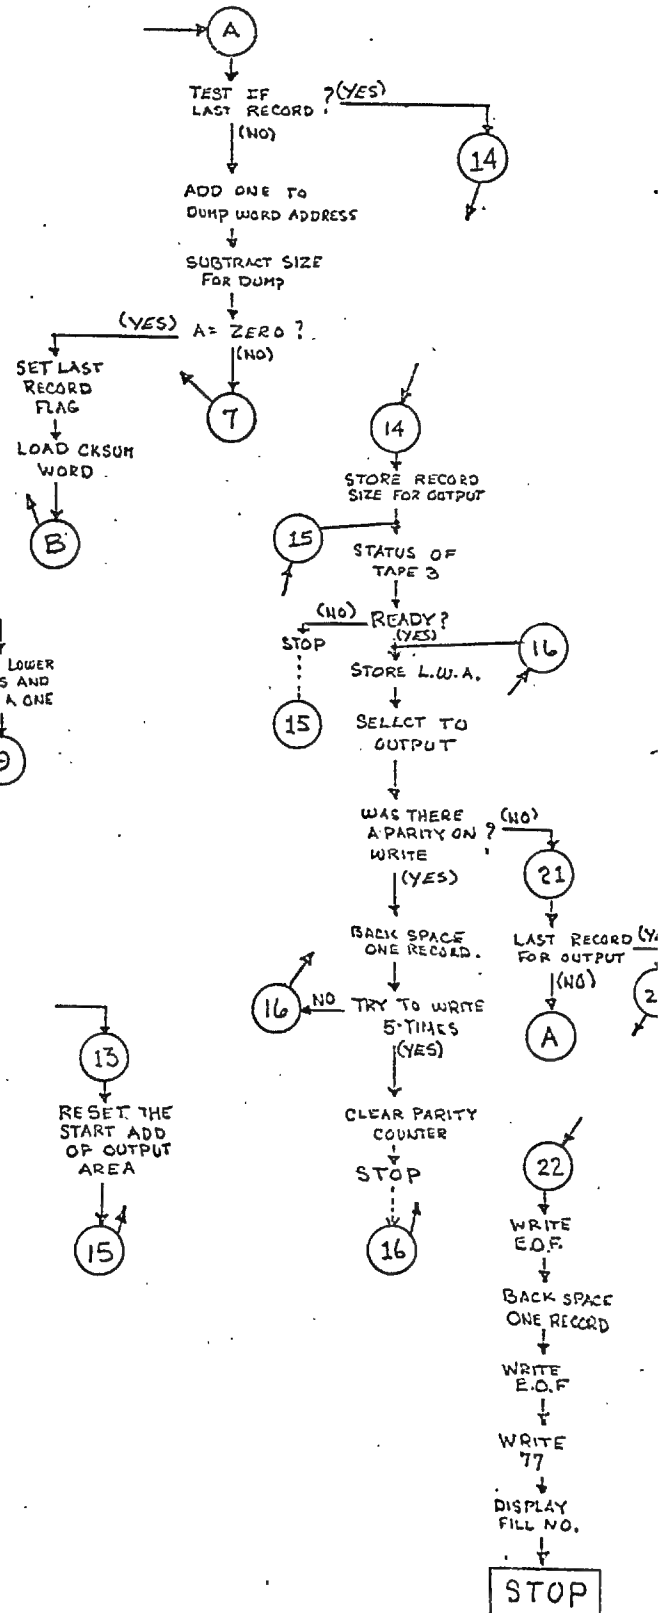 A
TEST IF
LAST RECORD ? (YES)
(NO)
14
ADD ONE TO
DUMP WORD ADDRESS
SUBTRACT SIZE
FOR DUMP
(YES) A= ZERO ?
(NO)
7
SET LAST
RECORD
FLAG
LOAD CKSUM
WORD
B
14
STORE RECORD
SIZE FOR OUTPUT
15
STATUS OF
TAPE 3
(NO) READY?
(YES)
STOP
15
16
STORE L.W.A.
SELECT TO
OUTPUT
LOWER
S AND
A ONE
9
WAS THERE
A PARITY ON ? (NO)
WRITE
(YES)
21
BACK SPACE
ONE RECORD.
LAST RECORD (YE
FOR OUTPUT
(NO)
2
A
16 NO TRY TO WRITE
5-TIMES
(YES)
CLEAR PARITY
COUNTER
STOP
16
13
RESET THE
START ADD
OF OUTPUT
AREA
15
22
WRITE
E.O.F.
BACK SPACE
ONE RECORD
WRITE
E.O.F
WRITE
77
DISPLAY
FILL NO.
STOP